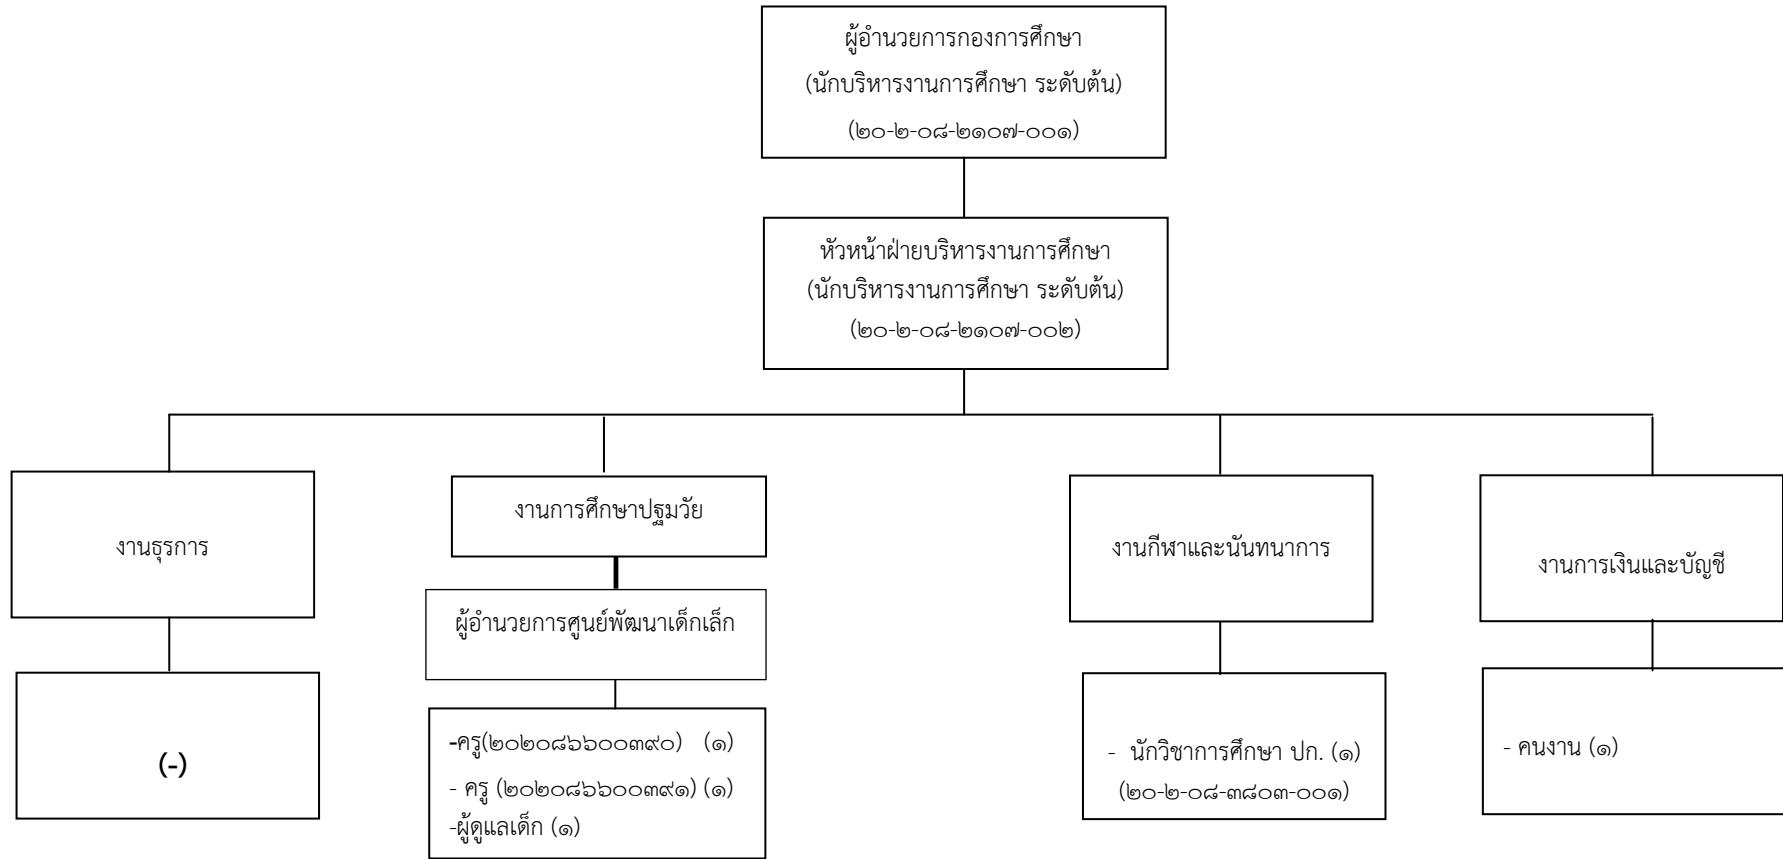 ผู้อำนวยการกองการศึกษา
(นักบริหารงานการศึกษา ระดับต้น)
(๒๐-๒-๐๘-๒๑๐๗-๐๐๑)
หัวหน้าฝ่ายบริหารงานการศึกษา
(นักบริหารงานการศึกษา ระดับต้น)
(๒๐-๒-๐๘-๒๑๐๗-๐๐๒)
งานธุรการ
(-)
งานการศึกษาปฐมวัย
ผู้อำนวยการศูนย์พัฒนาเด็กเล็ก
-ครู(๒๐๒๐๘๖๖๐๐๓๙๐) (๑)
- ครู (๒๐๒๐๘๖๖๐๐๓๙๑) (๑)
-ผู้ดูแลเด็ก (๑)
งานกีฬาและนันทนาการ
- นักวิชาการศึกษา ปก. (๑)
(๒๐-๒-๐๘-๓๘๐๓-๐๐๑)
งานการเงินและบัญชี
- คนงาน (๑)